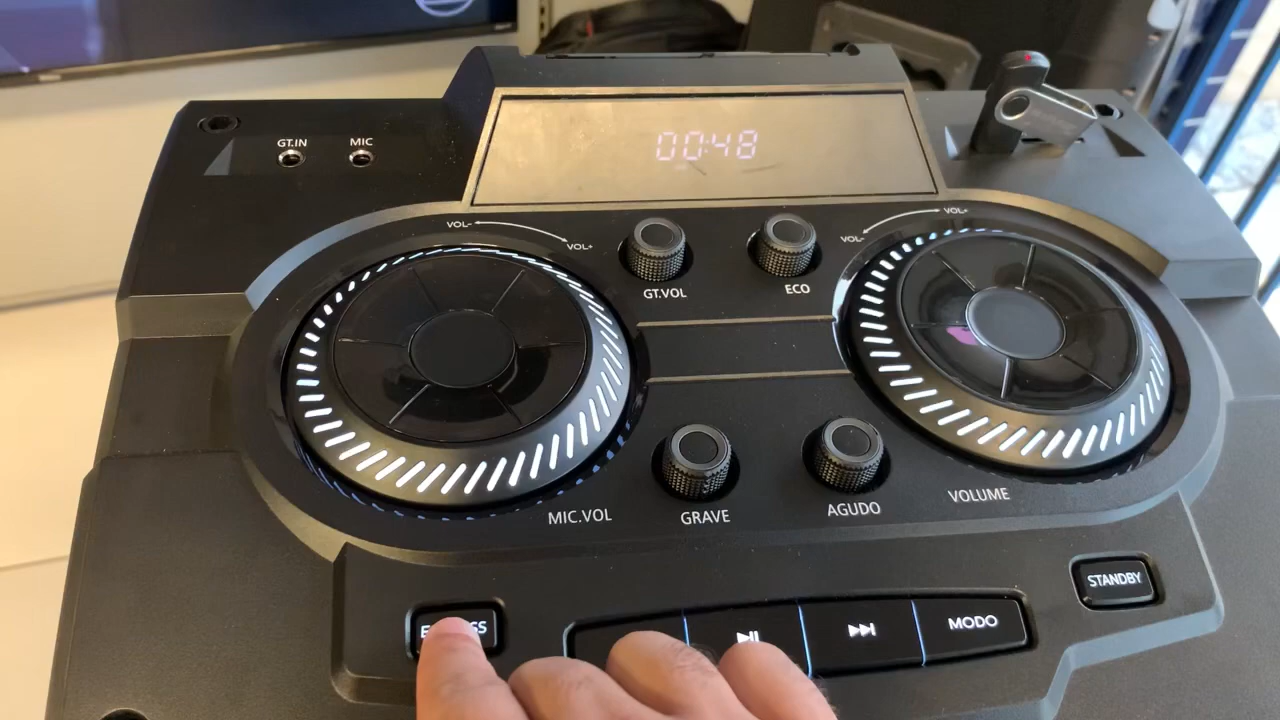 00:48
GT.IN
MIC
VOL-
VOL+
VOL-
VOL+
GT.VOL
ECO
MIC.VOL
GRAVE
AGUDO
VOLUME
STANDBY
MODO